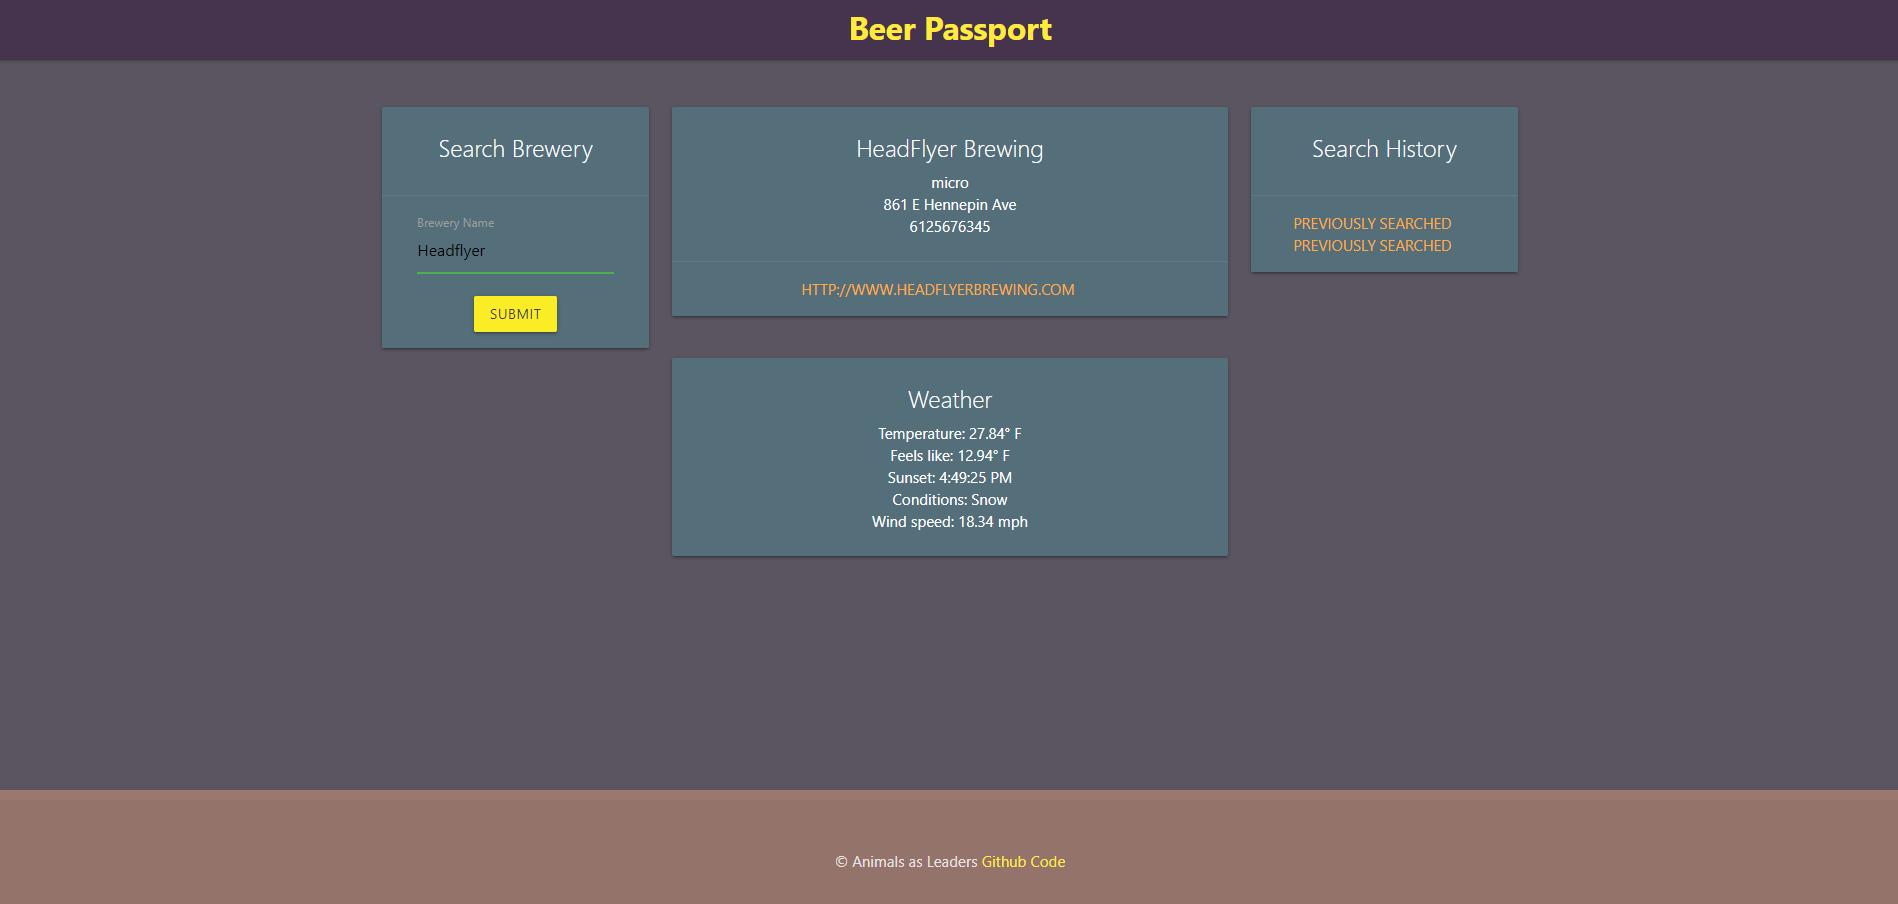 Beer Passport
Search Brewery
Brewery Name
Headflyer
SUBMIT
HeadFlyer Brewing
micro
861 E Hennepin Ave
6125676345
HTTP://WWW.HEADFLYERBREWING.COM
Weather
Temperature: 27.84° F
Feels like: 12.94° F
Sunset: 4:49:25 PM
Conditions: Snow
Wind speed: 18.34 mph
Search History
PREVIOUSLY SEARCHED
PREVIOUSLY SEARCHED
© Animals as Leaders Github Code